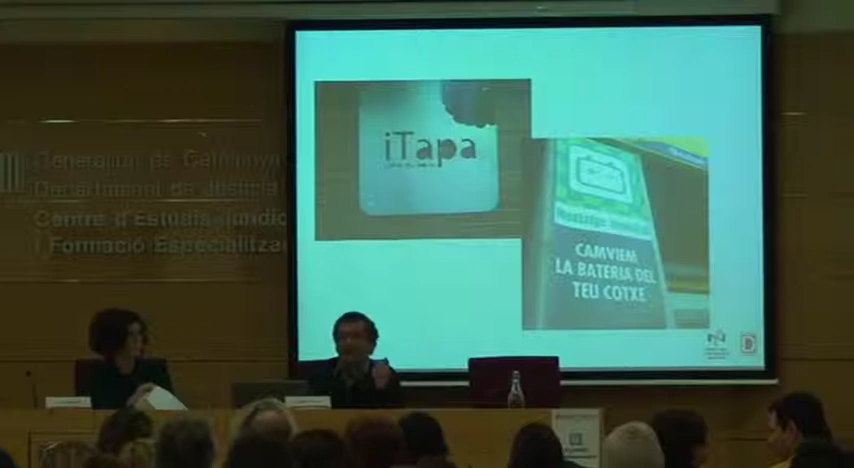 Generalitat de Catalunya
Departament de Justícia
Centre d'Estudis Jurídics
i Formació Especialitzada
iTapa
CAMVIEM
LA BATERIA DEL
TEU COTXE